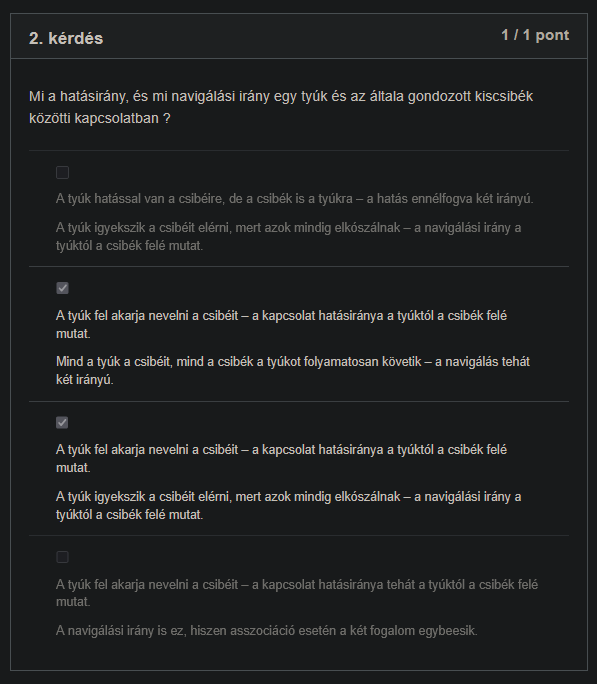 2. kérdés
1 / 1 pont
Mi a hatásirány, és mi navigálási irány egy tyúk és az általa gondozott kiscsibék
közötti kapcsolatban ?
A tyúk hatással van a csibéire, de a csibék is a tyúkra – a hatás ennélfogva két irányú.
A tyúk igyekszik a csibéit elérni, mert azok mindig elkószálnak – a navigálási irány a
tyúktól a csibék felé mutat.
A tyúk fel akarja nevelni a csibéit – a kapcsolat hatásiránya a tyúktól a csibék felé
mutat.
Mind a tyúk a csibéit, mind a csibék a tyúkot folyamatosan követik – a navigálás tehát
két irányú.
A tyúk fel akarja nevelni a csibéit – a kapcsolat hatásiránya a tyúktól a csibék felé
mutat.
A tyúk igyekszik a csibéit elérni, mert azok mindig elkószálnak – a navigálási irány a
tyúktól a csibék felé mutat.
A tyúk fel akarja nevelni a csibéit – a kapcsolat hatásiránya tehát a tyúktól a csibék felé
mutat.
A navigálási irány is ez, hiszen asszociáció esetén a két fogalom egybeesik.